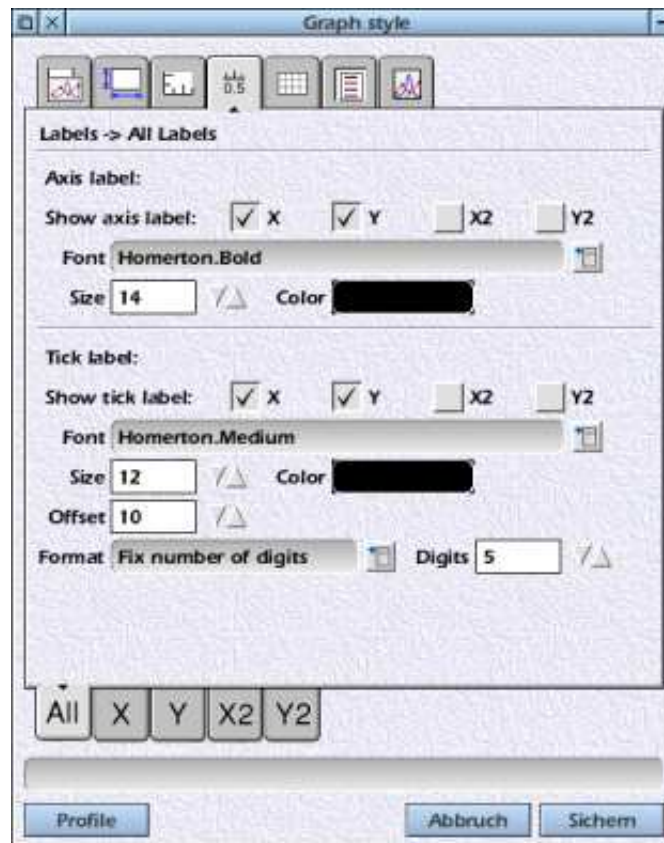 Graph style
0.5
Labels -> All Labels
Axis label:
Show axis label: X Y X2 Y2
Font Homerton.Bold
Size 14 Color
Tick label:
Show tick label: X Y X2 Y2
Font Homerton.Medium
Size 12 Color
Offset 10
Format Fix number of digits Digits 5
All X Y X2 Y2
Profile Abbruch Sichern